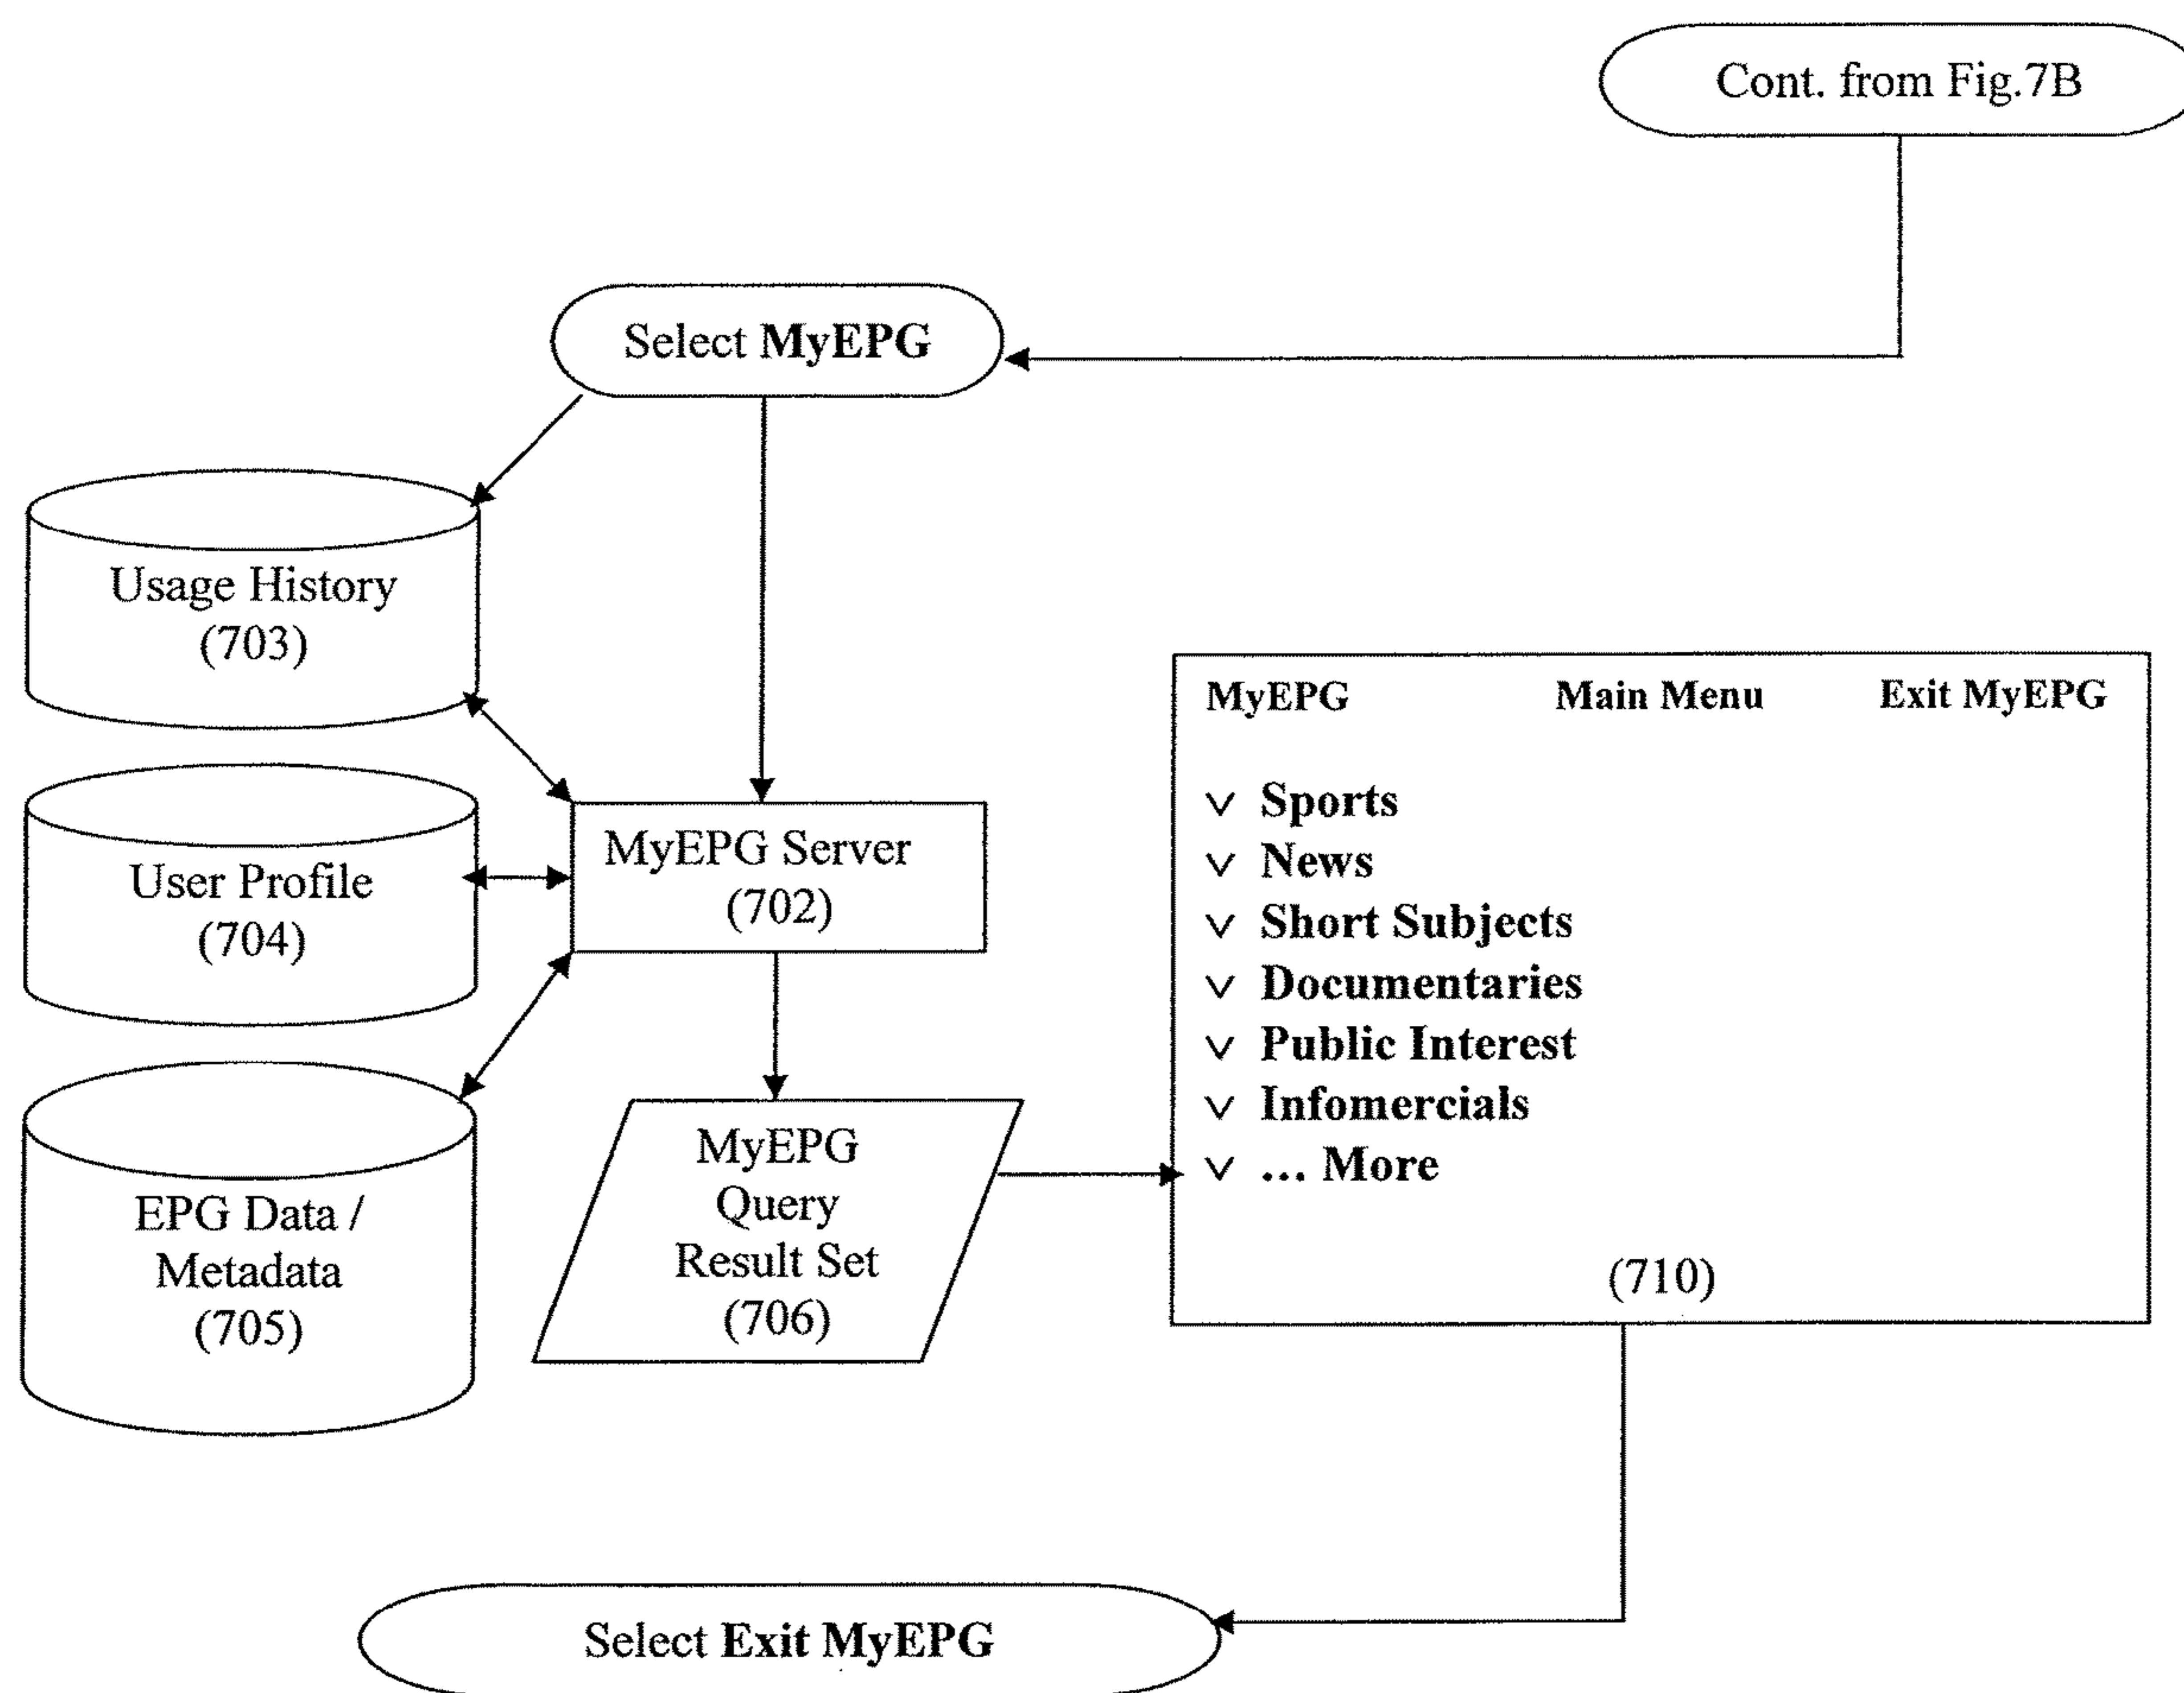 Cont. from Fig.7B
Select MyEPG
Usage History
(703)
User Profile
(704)
EPG Data /
Metadata
(705)
MyEPG Server
(702)
MyEPG
Query
Result Set
(706)
MyEPG Main Menu Exit MyEPG
v Sports
v News
v Short Subjects
v Documentaries
v Public Interest
v Infomercials
v ... More
(710)
Select Exit MyEPG